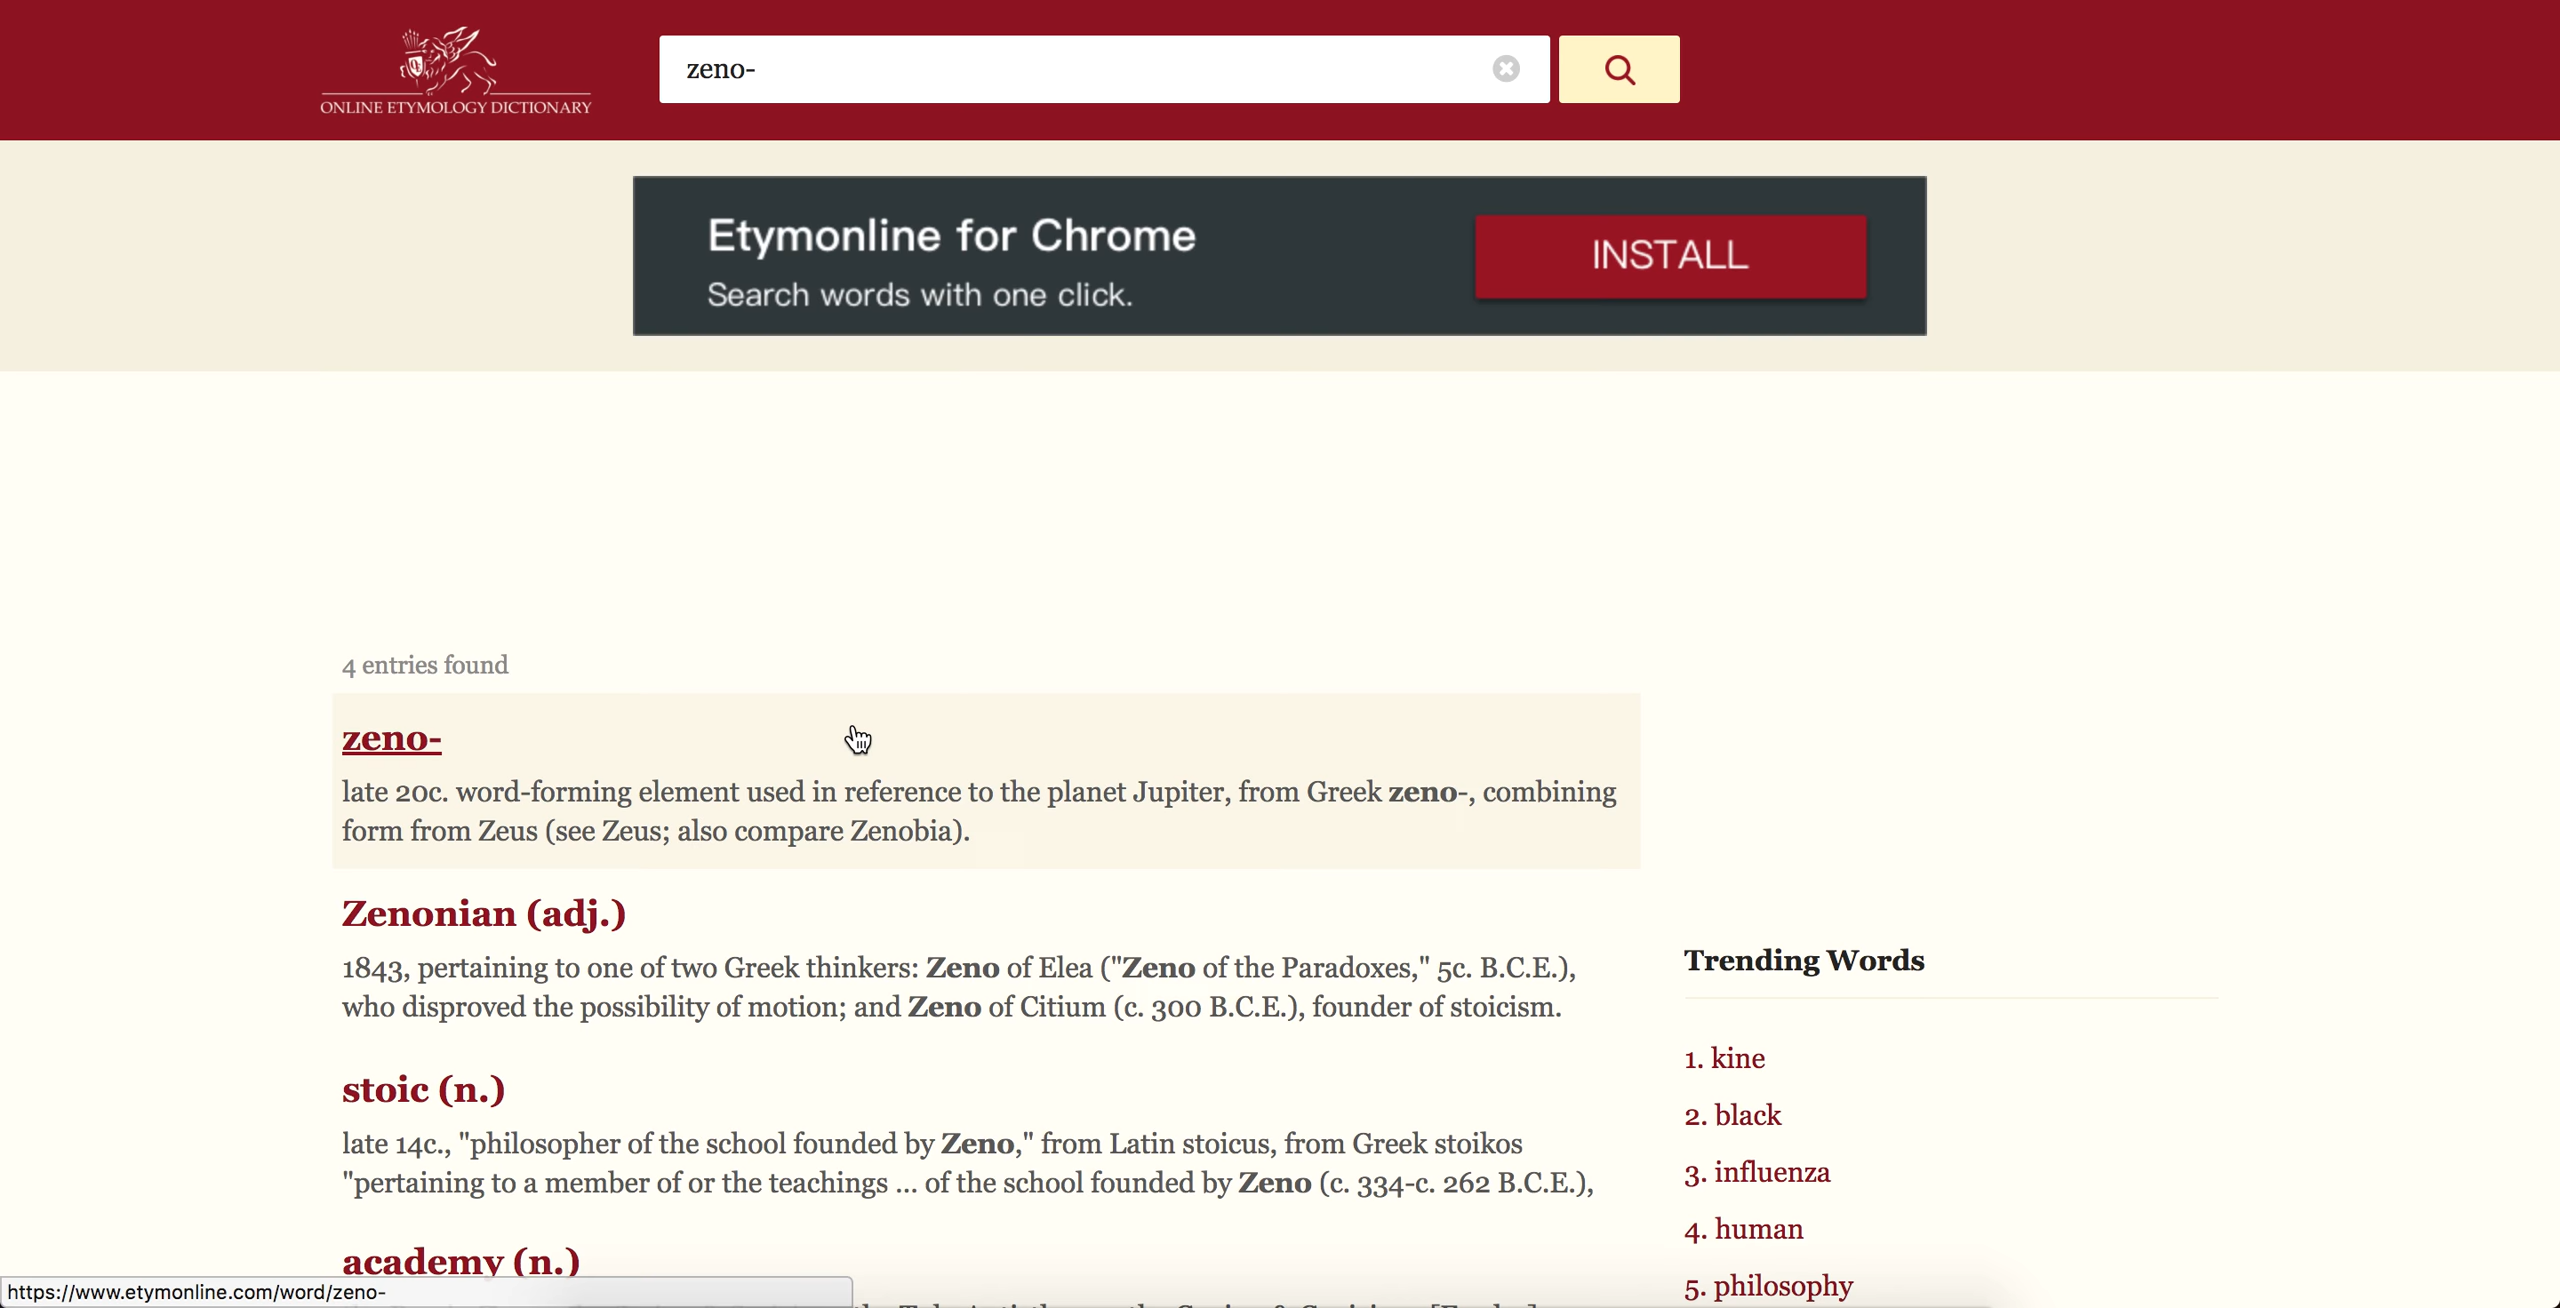 ONLINE ETYMOLOGY DICTIONARY
zeno-
Etymonline for Chrome
Search words with one click.
INSTALL
4 entries found
zeno-
late 20c. word-forming element used in reference to the planet Jupiter, from Greek zeno-, combining
form from Zeus (see Zeus; also compare Zenobia).
Zenonian (adj.)
1843, pertaining to one of two Greek thinkers: Zeno of Elea ("Zeno of the Paradoxes," 5c. B.C.E.),
who disproved the possibility of motion; and Zeno of Citium (c. 300 B.C.E.), founder of stoicism.
stoic (n.)
late 14c., "philosopher of the school founded by Zeno," from Latin stoicus, from Greek stoikos
"pertaining to a member of or the teachings ... of the school founded by Zeno (c. 334-c. 262 B.C.E.),
academy (n.)
Trending Words
1. kine
2. black
3. influenza
4. human
5. philosophy
https://www.etymonline.com/word/zeno-